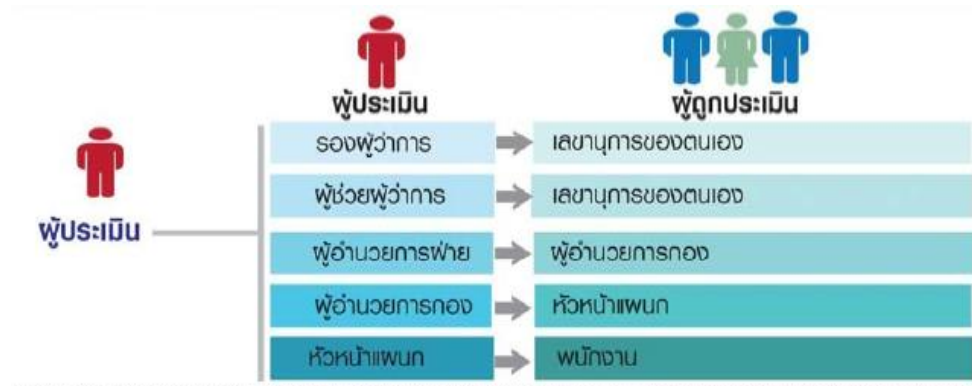 ผู้ประเมิน
ผู้ถูกประเมิน
ผู้ประเมิน
รองผู้ว่าการ
เลขานุการของตนเอง
ผู้ช่วยผู้ว่าการ
เลขานุการของตนเอง
ผู้อำนวยการฝ่าย
ผู้อำนวยการกอง
ผู้อำนวยการกอง
หัวหน้าแผนก
หัวหน้าแผนก
พนักงาน